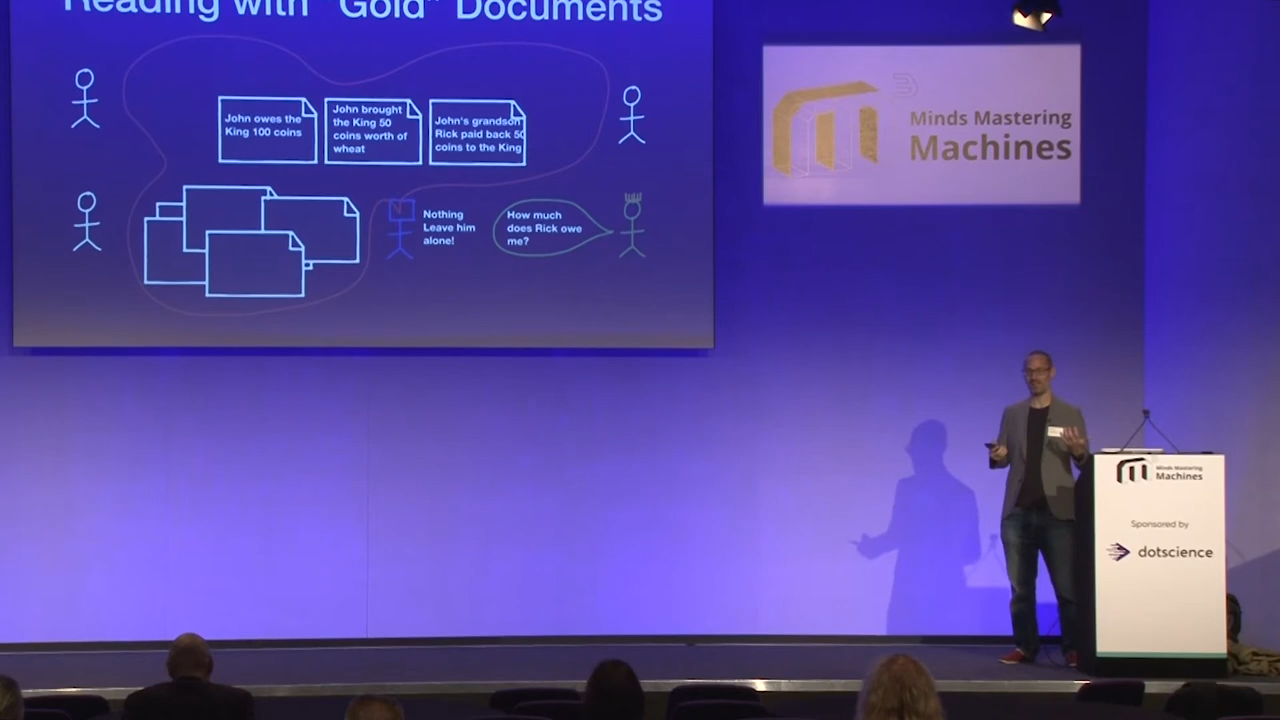 Reading with "Gold" Documents
John owes the
King 100 coins
John brought
the King 50
coins worth of
wheat
John's grandson
Rick paid back 50
coins to the King
Nothing
Leave him
alone!
How much
does Rick owe
me?
Minds Mastering
Machines
Minds Mastering
Machines
Sponsored by
dotscience